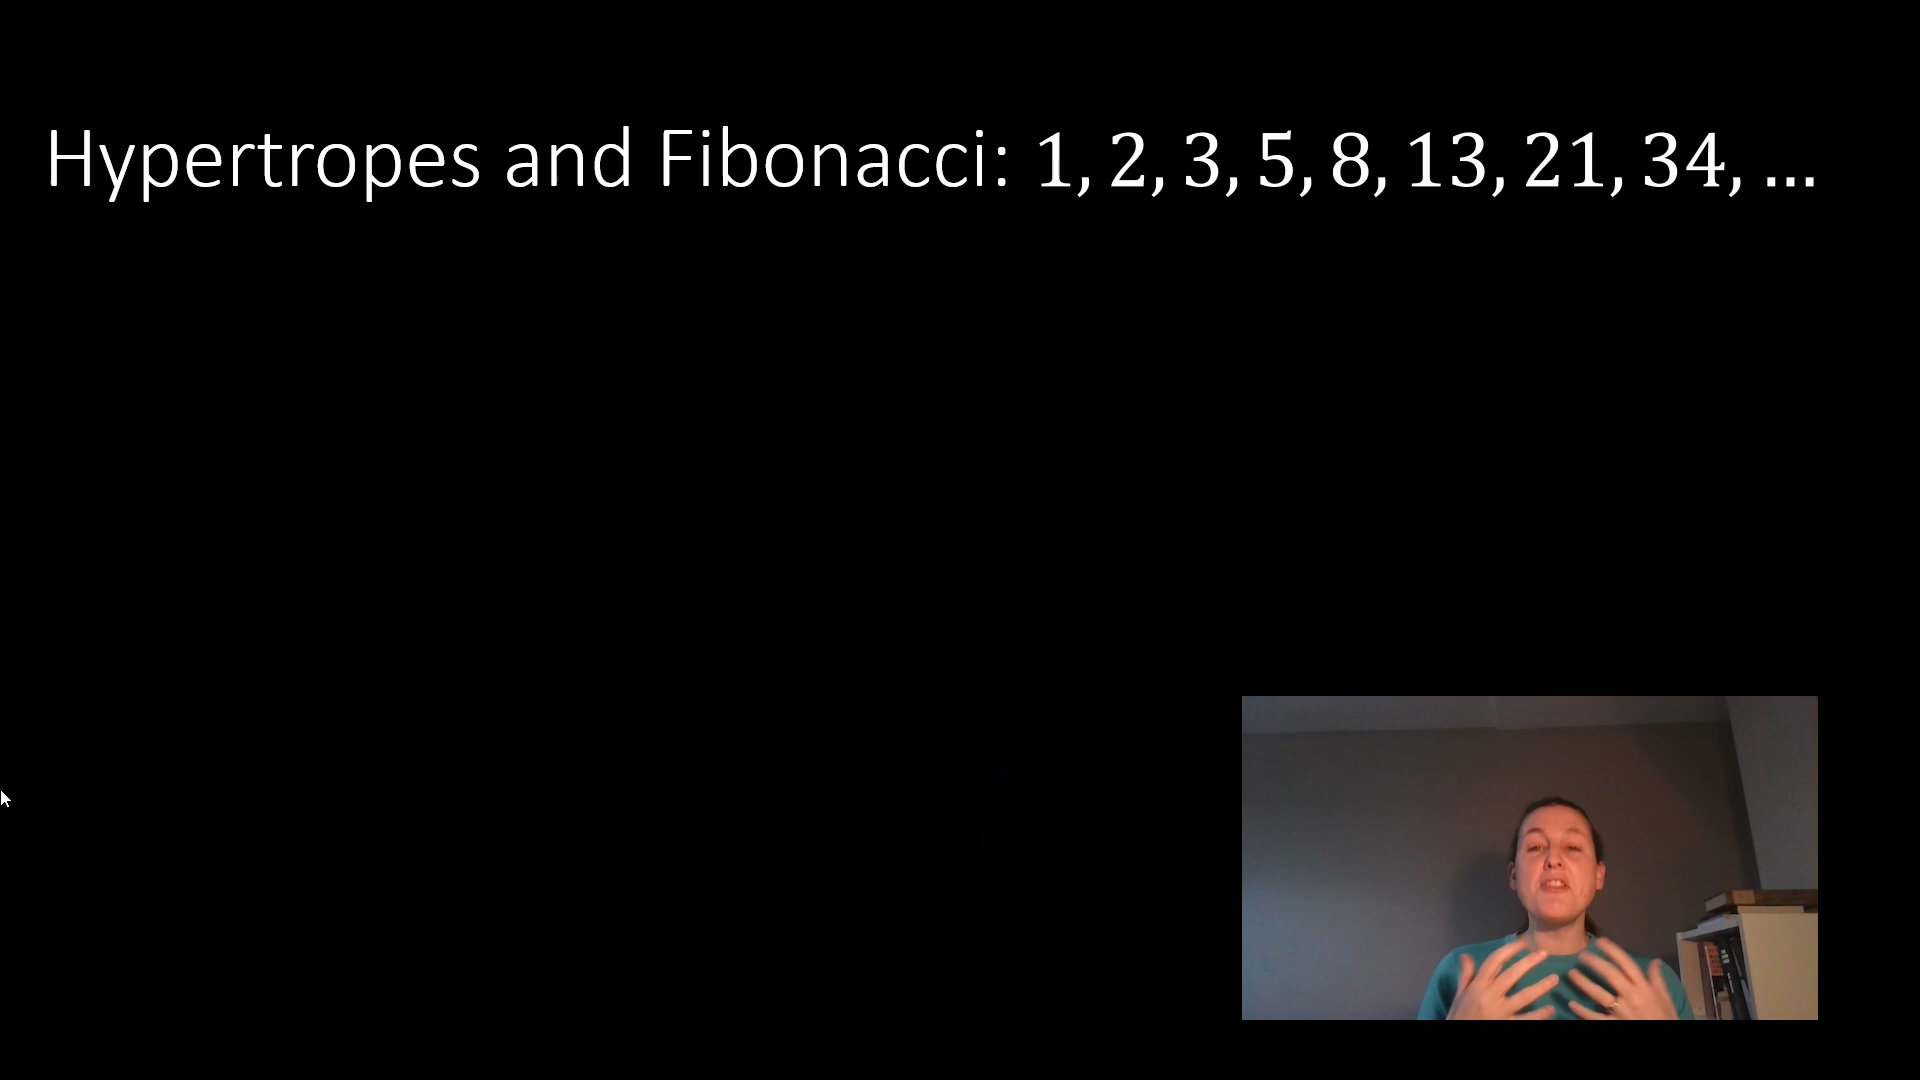 Hypertropes and Fibonacci: 1, 2, 3, 5, 8, 13, 21, 34, …